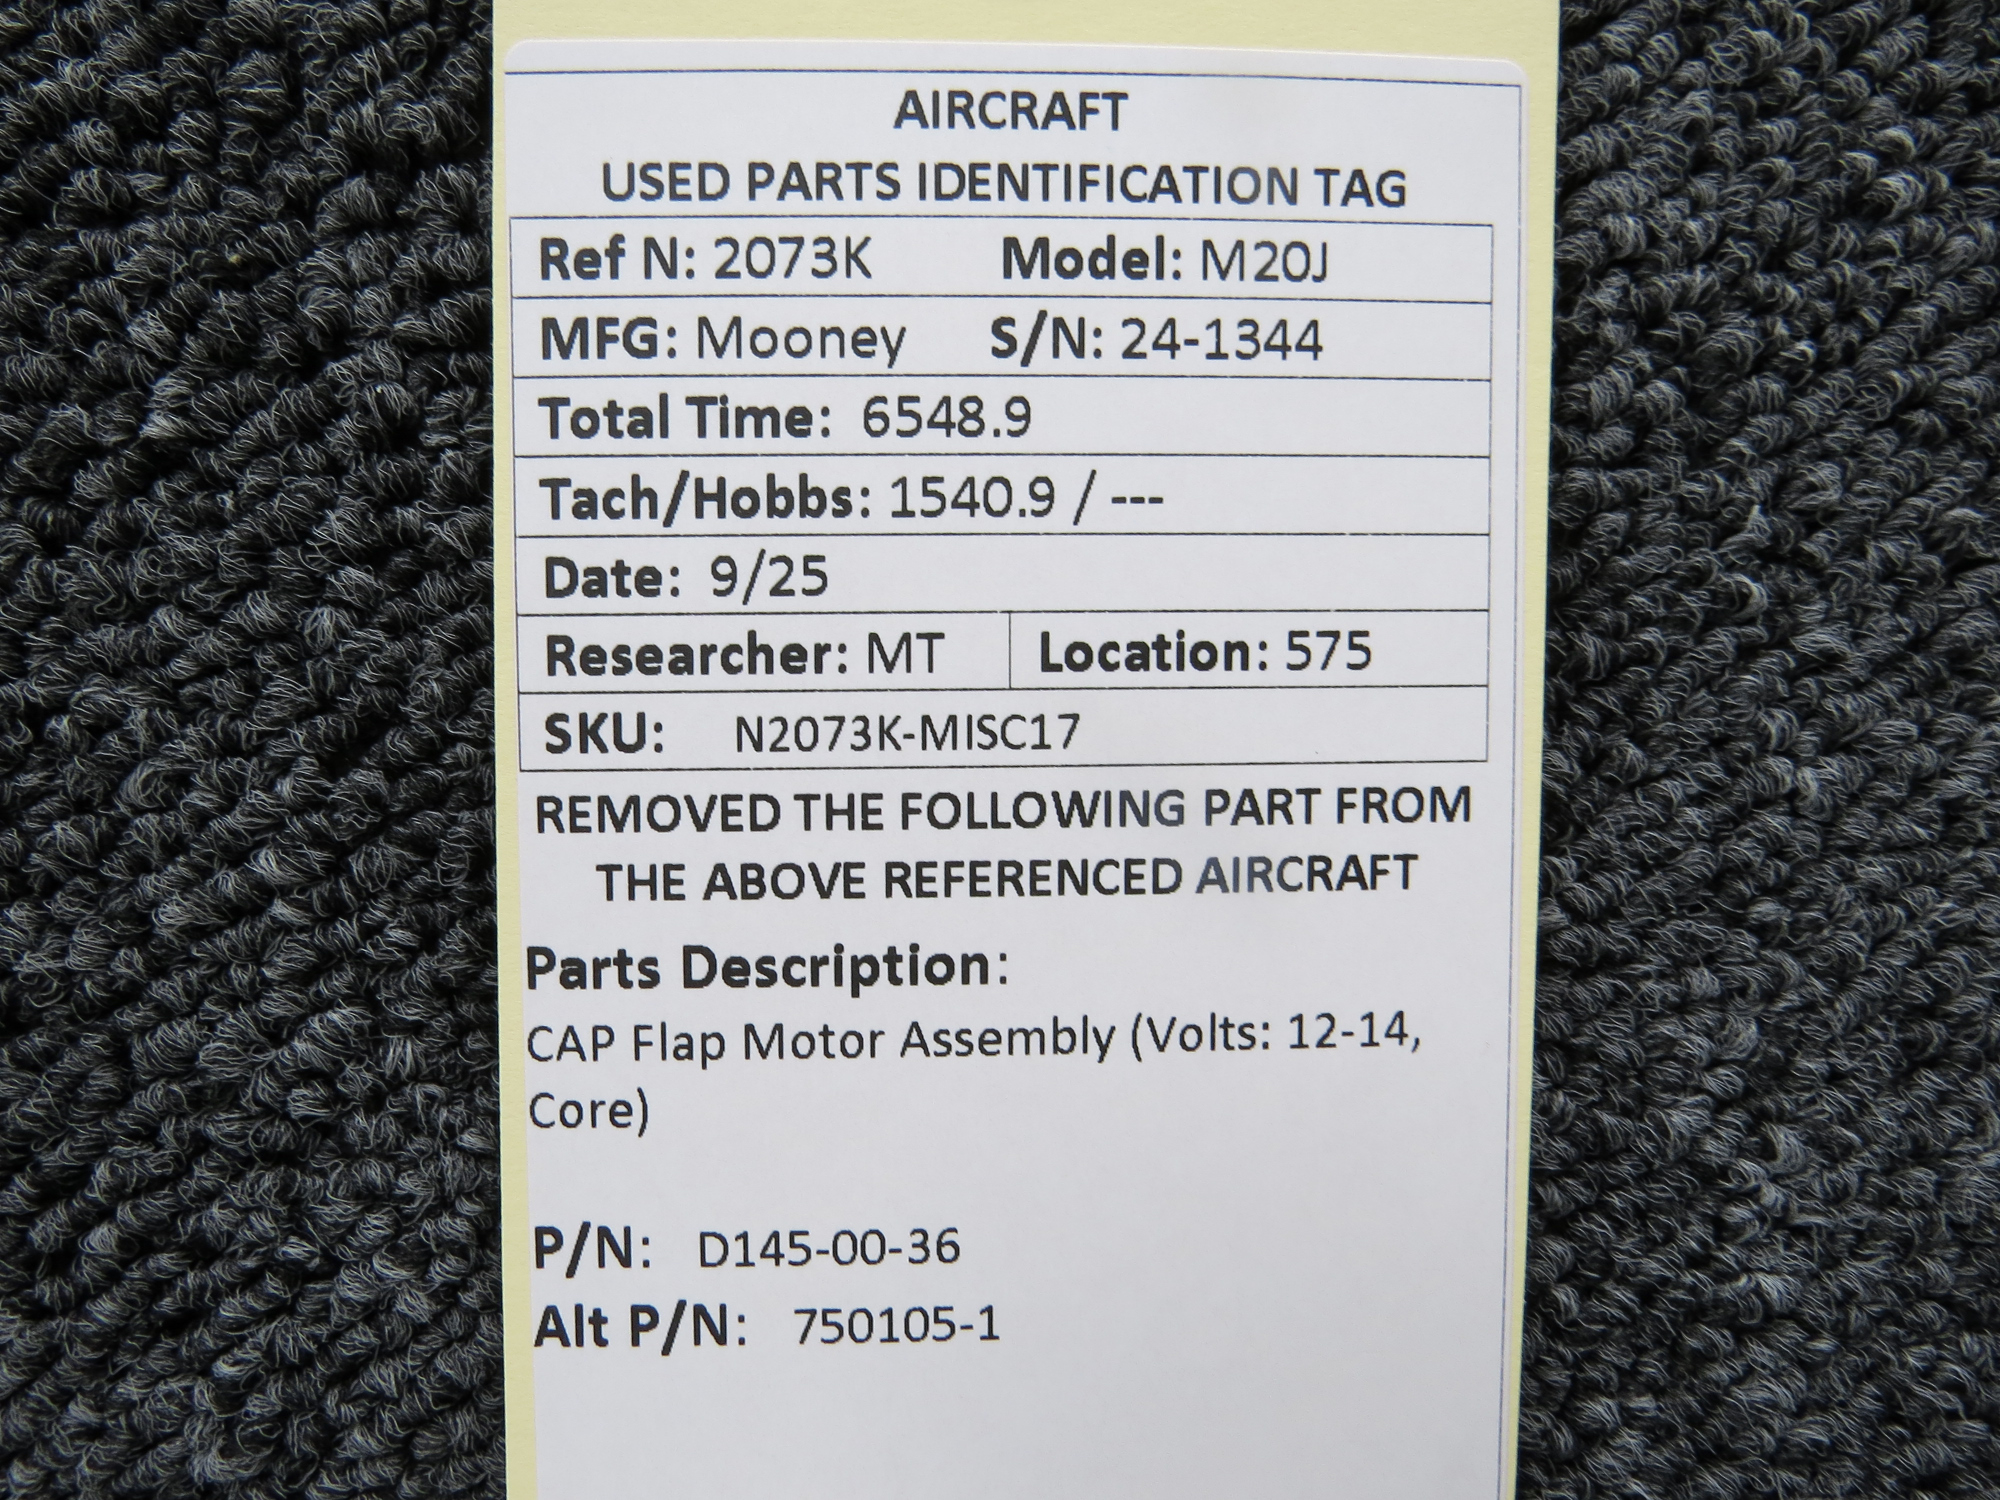 AIRCRAFT
USED PARTS IDENTIFICATION TAG
Ref N: 2073K Model: M20J
MFG: Mooney S/N: 24-1344
Total Time: 6548.9
Tach/Hobbs: 1540.9 / ---
Date: 9/25
Researcher: MT Location: 575
SKU: N2073K-MISC17
REMOVED THE FOLLOWING PART FROM
THE ABOVE REFERENCED AIRCRAFT
Parts Description:
CAP Flap Motor Assembly (Volts: 12-14,
Core)
P/N: D145-00-36
Alt P/N: 750105-1